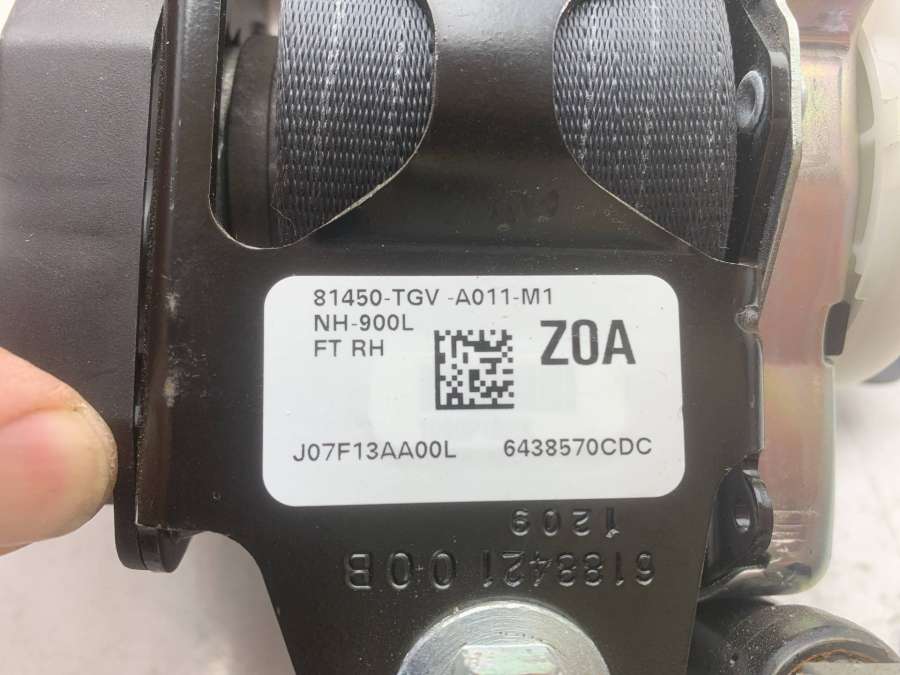 81450-TGV -A011-M1
NH-900L
FT RH
Z0A
J07F13AA00L 6438570CDC
1209
6188421 00B